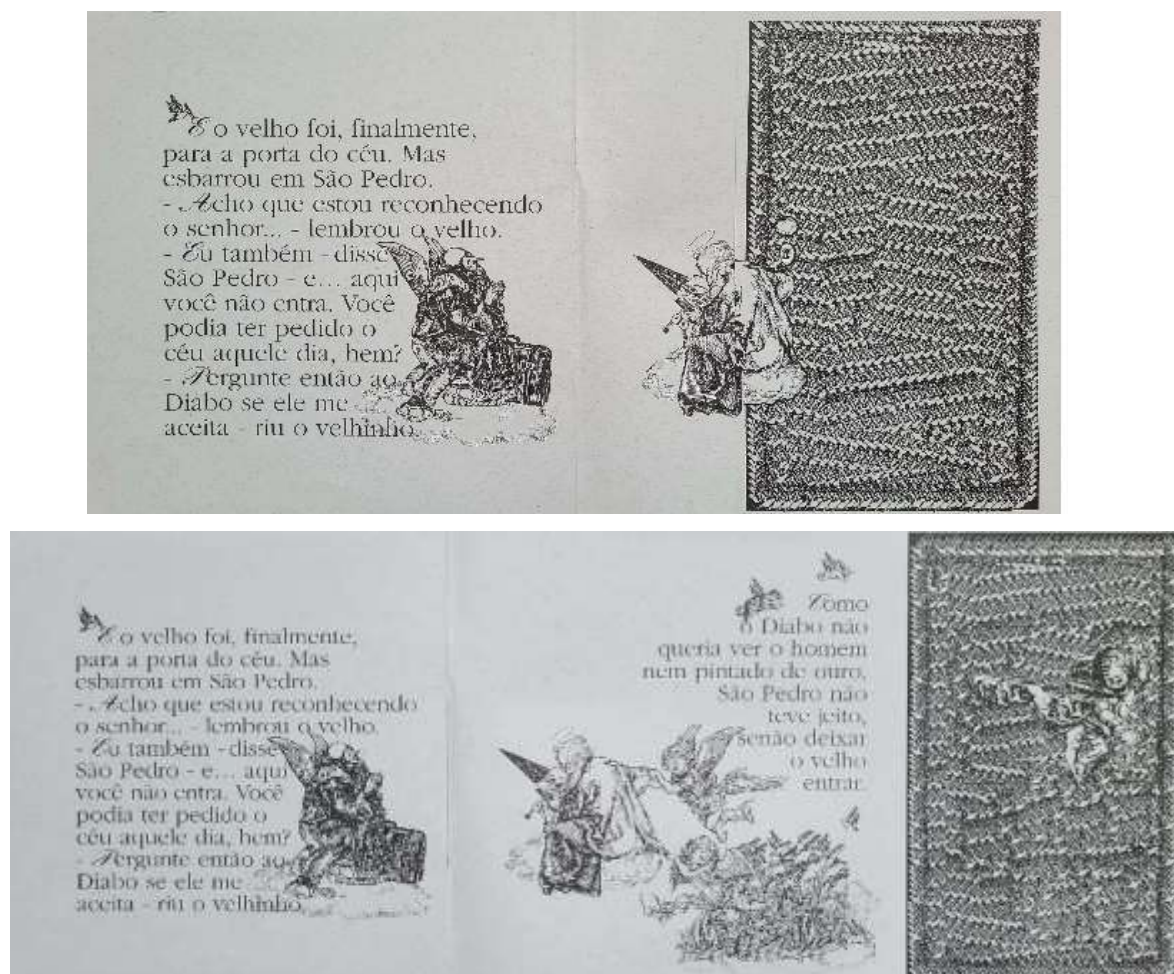 E o velho foi, finalmente,
para a porta do céu. Mas
esbarrou em São Pedro.
- Acho que estou reconhecendo
o senhor... - lembrou o velho.
- Eu também - disse
São Pedro - e... aqui
você não entra. Você
podia ter pedido o
céu aquele dia, hem?
- Pergunte então ao
Diabo se ele me
aceita - riu o velhinho.
E o velho foi, finalmente,
para a porta do céu. Mas
esbarrou em São Pedro.
- Acho que estou reconhecendo
o senhor... - lembrou o velho.
- Eu também - disse
São Pedro - e... aqui
você não entra. Você
podia ter pedido o
céu aquele dia, hem?
- Pergunte então ao
Diabo se ele me
aceita - riu o velhinho.
Como
o Diabo não
queria ver o homem
nem pintado de ouro,
São Pedro não
teve jeito,
senão deixar
o velho
entrar.